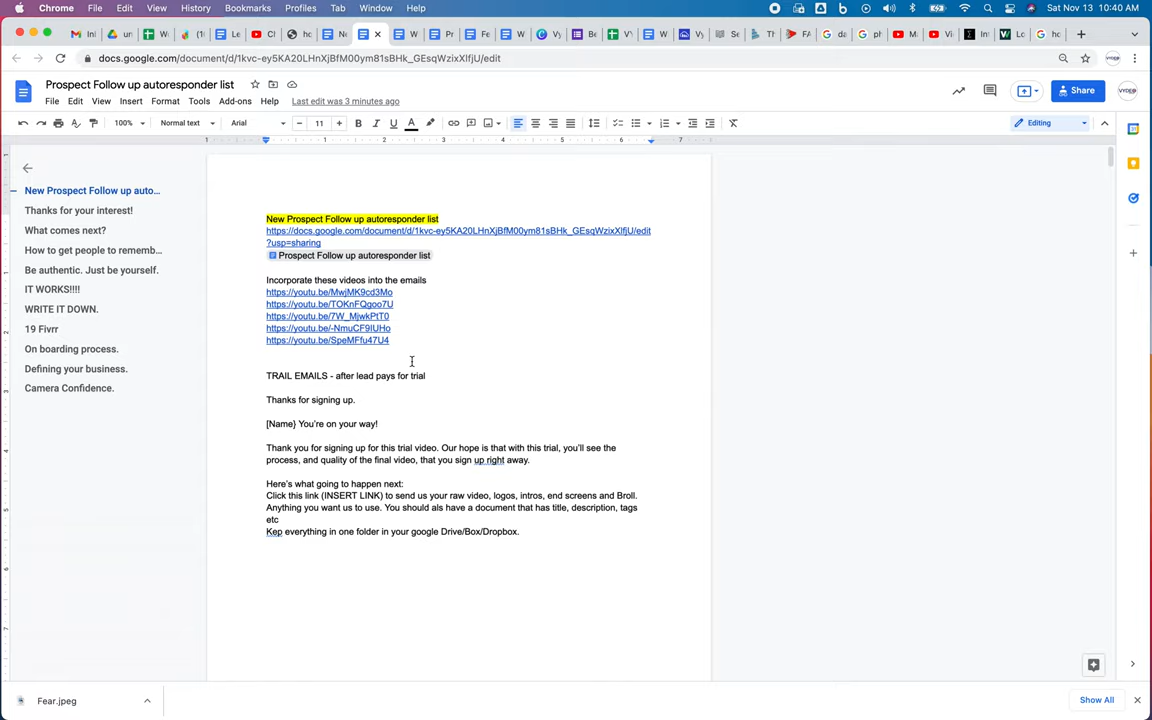 Chrome File Edit View History Bookmarks Profiles Tab Window Help Sat Nov 13 10:40 AM
docs.google.com/document/d/1kvc-ey5KA20LHnXjBfM00ym81sBHk_GEsqWzixXlfjU/edit
Prospect Follow up autoresponder list
Share
VYDEO
File Edit View Insert Format Tools Add-ons Help Last edit was 3 minutes ago
100% Normal text Arial 11 Editing
New Prospect Follow up auto...
Thanks for your interest!
What comes next?
How to get people to rememb...
Be authentic. Just be yourself.
IT WORKS!!!!
WRITE IT DOWN.
19 Fivrr
On boarding process.
Defining your business.
Camera Confidence.
New Prospect Follow up autoresponder list
https://docs.google.com/document/d/1kvc-ey5KA20LHnXjBfM00ym81sBHk_GEsqWzixXlfjU/edit
?usp=sharing
Prospect Follow up autoresponder list
Incorporate these videos into the emails
https://youtu.be/MwjMK9cd3Mo
https://youtu.be/TOKnFQgoo7U
https://youtu.be/7W_MjwkPtT0
https://youtu.be/-NmuCF9IUHo
https://youtu.be/SpeMFfu47U4
TRAIL EMAILS - after lead pays for trial
Thanks for signing up.
[Name} You're on your way!
Thank you for signing up for this trial video. Our hope is that with this trial, you'll see the
process, and quality of the final video, that you sign up right away.
Here's what going to happen next:
Click this link (INSERT LINK) to send us your raw video, logos, intros, end screens and Broll.
Anything you want us to use. You should als have a document that has title, description, tags
etc
Kep everything in one folder in your google Drive/Box/Dropbox.
Fear.jpeg
Show All